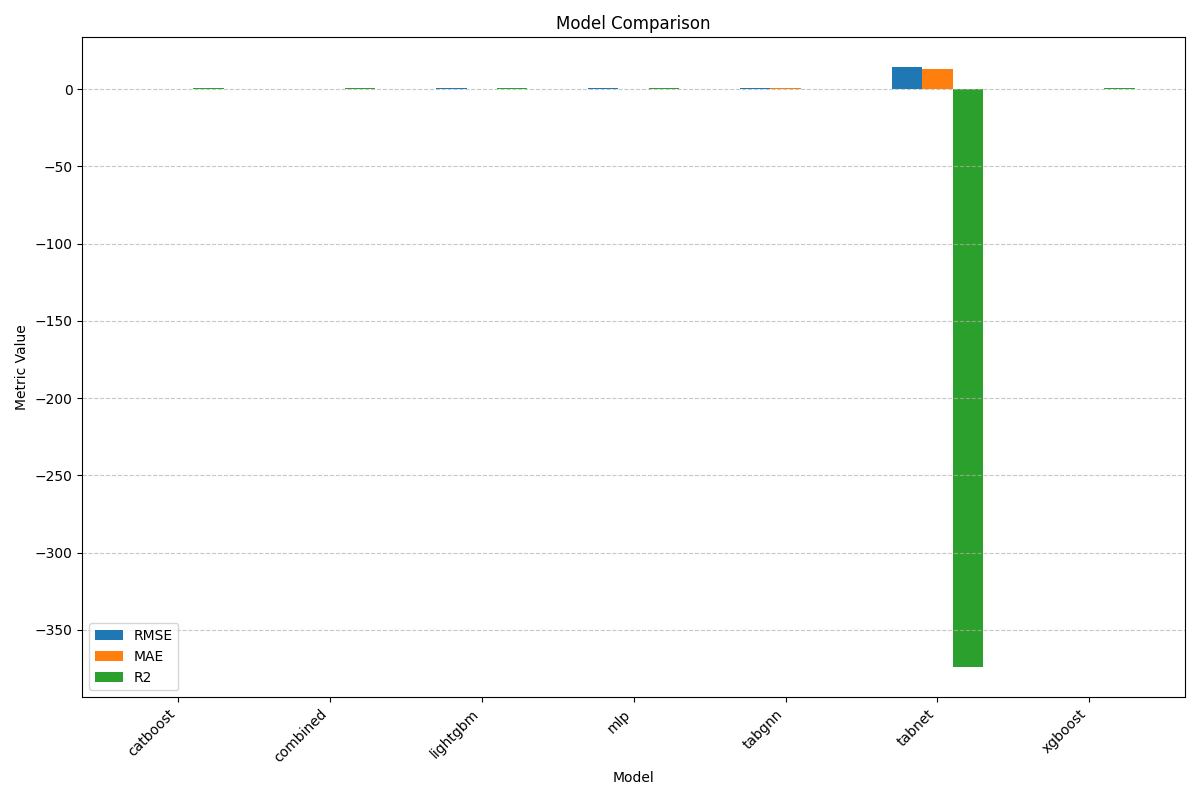 Model Comparison
Metric Value
0
−50
−100
−150
−200
−250
−300
−350
RMSE
MAE
R2
catboost
combined
lightgbm
mlp
tabgnn
tabnet
xgboost
Model